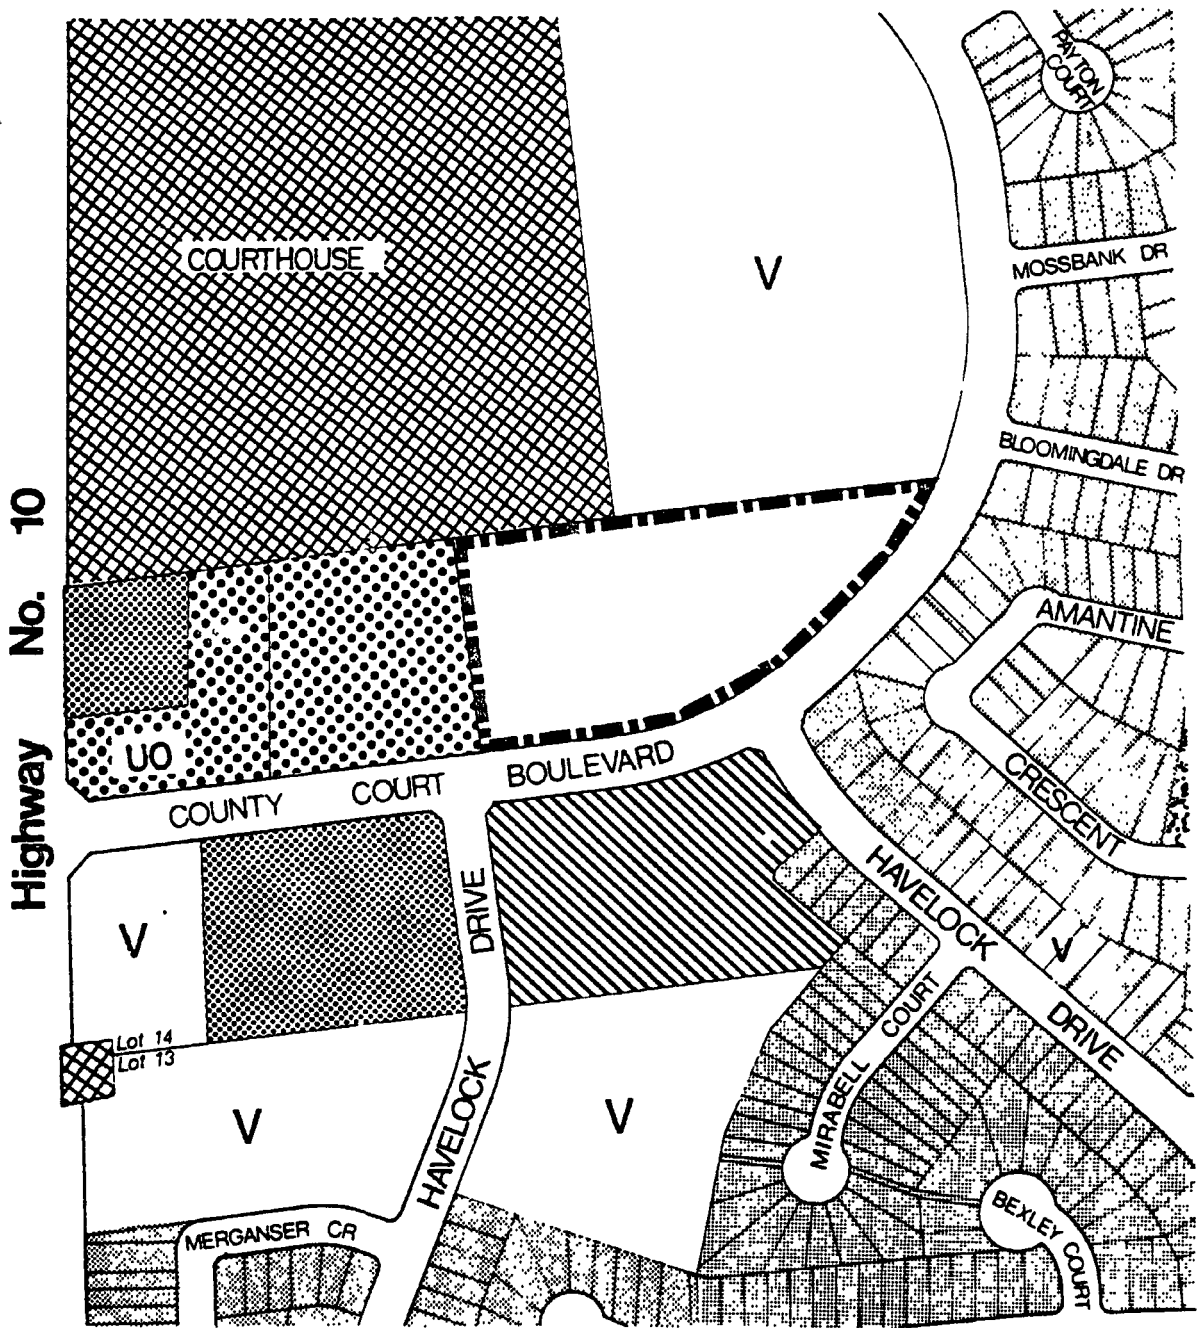 PAYTON
COURT
COURTHOUSE
V
MOSSBANK DR
BLOOMINGDALE DR
Highway No. 10
AMANTINE
CRESCENT
UO
COUNTY COURT BOULEVARD
HAVELOCK DRIVE
V
V
Lot 14
Lot 13
HAVELOCK DRIVE
MIRABELL COURT
V
V
MERGANSER CR
BEXLEY COURT